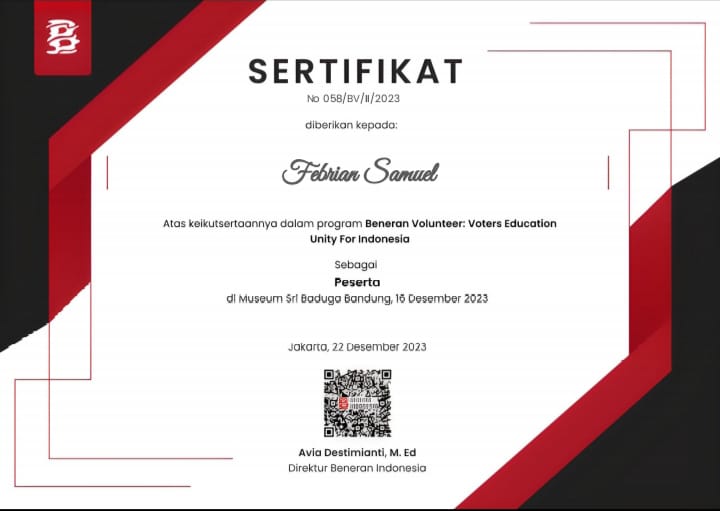 SERTIFIKAT
No 058/BV/II/2023
diberikan kepada:
Febrian Samuel
Atas keikutsertaannya dalam program Beneran Volunteer: Voters Education
Unity For Indonesia
Sebagai
Peserta
di Museum Sri Baduga Bandung, 16 Desember 2023
Jakarta, 22 Desember 2023
BENERAN
INDONESIA
Avia Destimianti, M. Ed
Direktur Beneran Indonesia